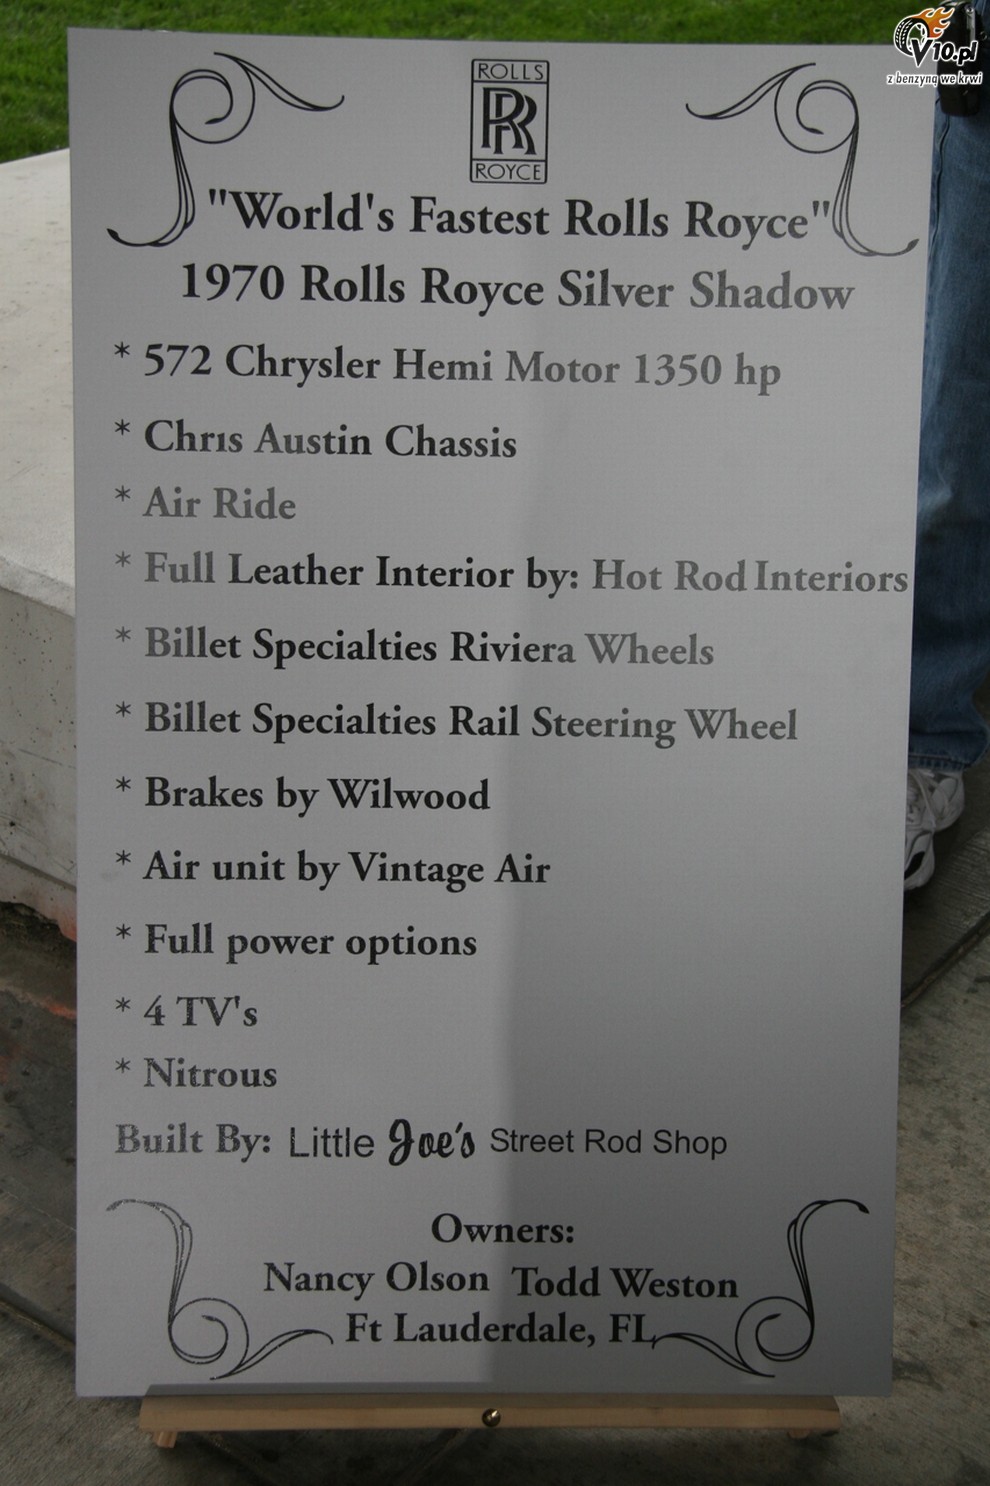 V10.pl
z benzyną we krwi
ROLLS
RR
ROYCE
"World's Fastest Rolls Royce"
1970 Rolls Royce Silver Shadow
* 572 Chrysler Hemi Motor 1350 hp
* Chris Austin Chassis
* Air Ride
* Full Leather Interior by: Hot Rod Interiors
* Billet Specialties Riviera Wheels
* Billet Specialties Rail Steering Wheel
* Brakes by Wilwood
* Air unit by Vintage Air
* Full power options
* 4 TV's
* Nitrous
Built By: Little Joe's Street Rod Shop
Owners:
Nancy Olson Todd Weston
Ft Lauderdale, FL